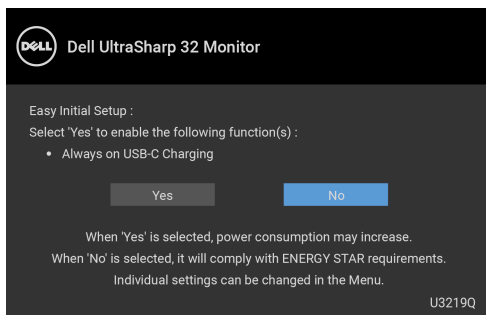 DELL
Dell UltraSharp 32 Monitor
Easy Initial Setup :
Select 'Yes' to enable the following function(s) :
• Always on USB-C Charging
Yes
No
When 'Yes' is selected, power consumption may increase.
When 'No' is selected, it will comply with ENERGY STAR requirements.
Individual settings can be changed in the Menu.
U3219Q